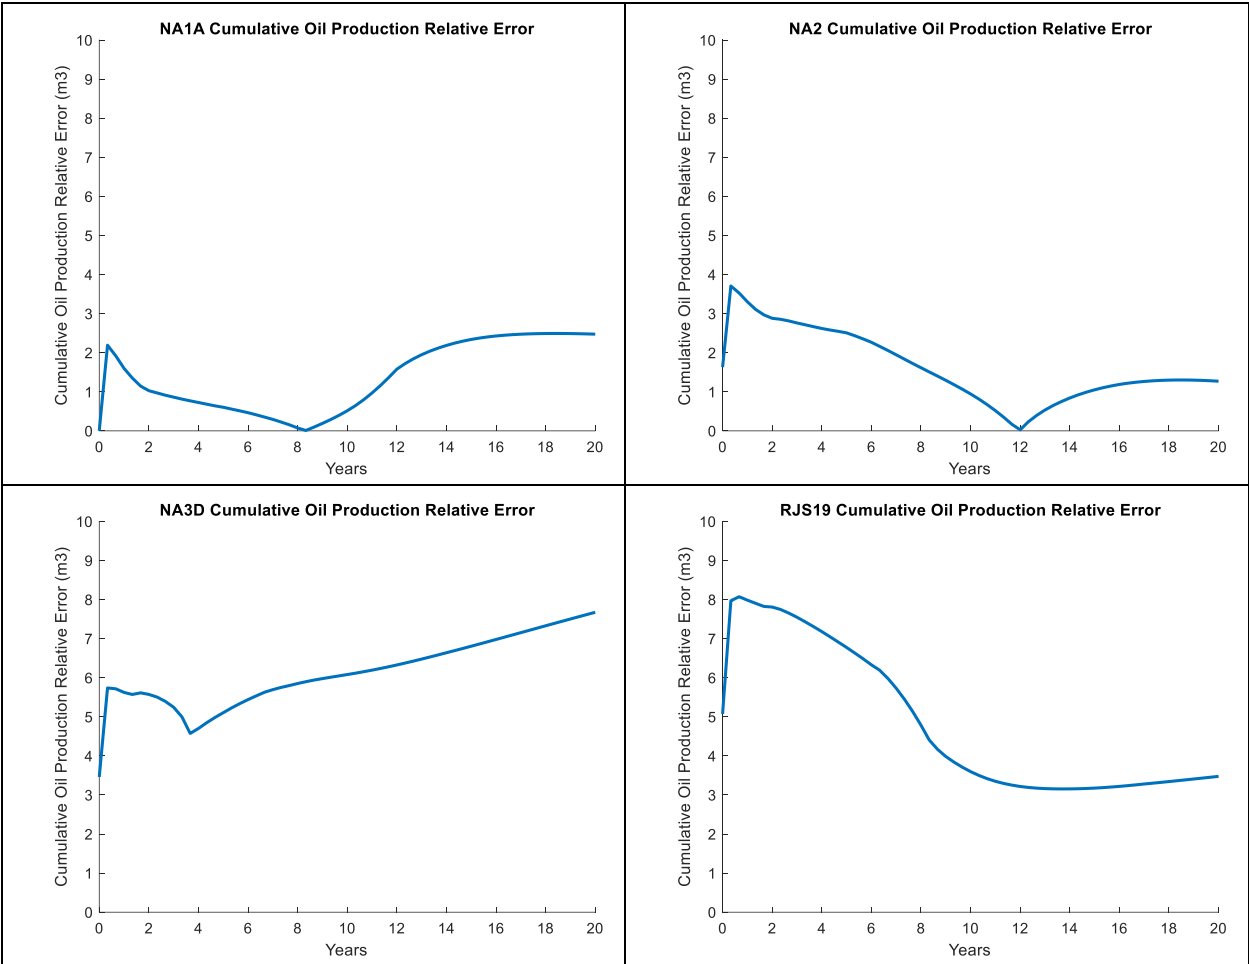 NA1A Cumulative Oil Production Relative Error
Cumulative Oil Production Relative Error (m3)
10
9
8
7
6
5
4
3
2
1
0
0 2 4 6 8 10 12 14 16 18 20
Years
NA2 Cumulative Oil Production Relative Error
Cumulative Oil Production Relative Error (m3)
10
9
8
7
6
5
4
3
2
1
0
0 2 4 6 8 10 12 14 16 18 20
Years
NA3D Cumulative Oil Production Relative Error
Cumulative Oil Production Relative Error (m3)
10
9
8
7
6
5
4
3
2
1
0
0 2 4 6 8 10 12 14 16 18 20
Years
RJS19 Cumulative Oil Production Relative Error
Cumulative Oil Production Relative Error (m3)
10
9
8
7
6
5
4
3
2
1
0
0 2 4 6 8 10 12 14 16 18 20
Years